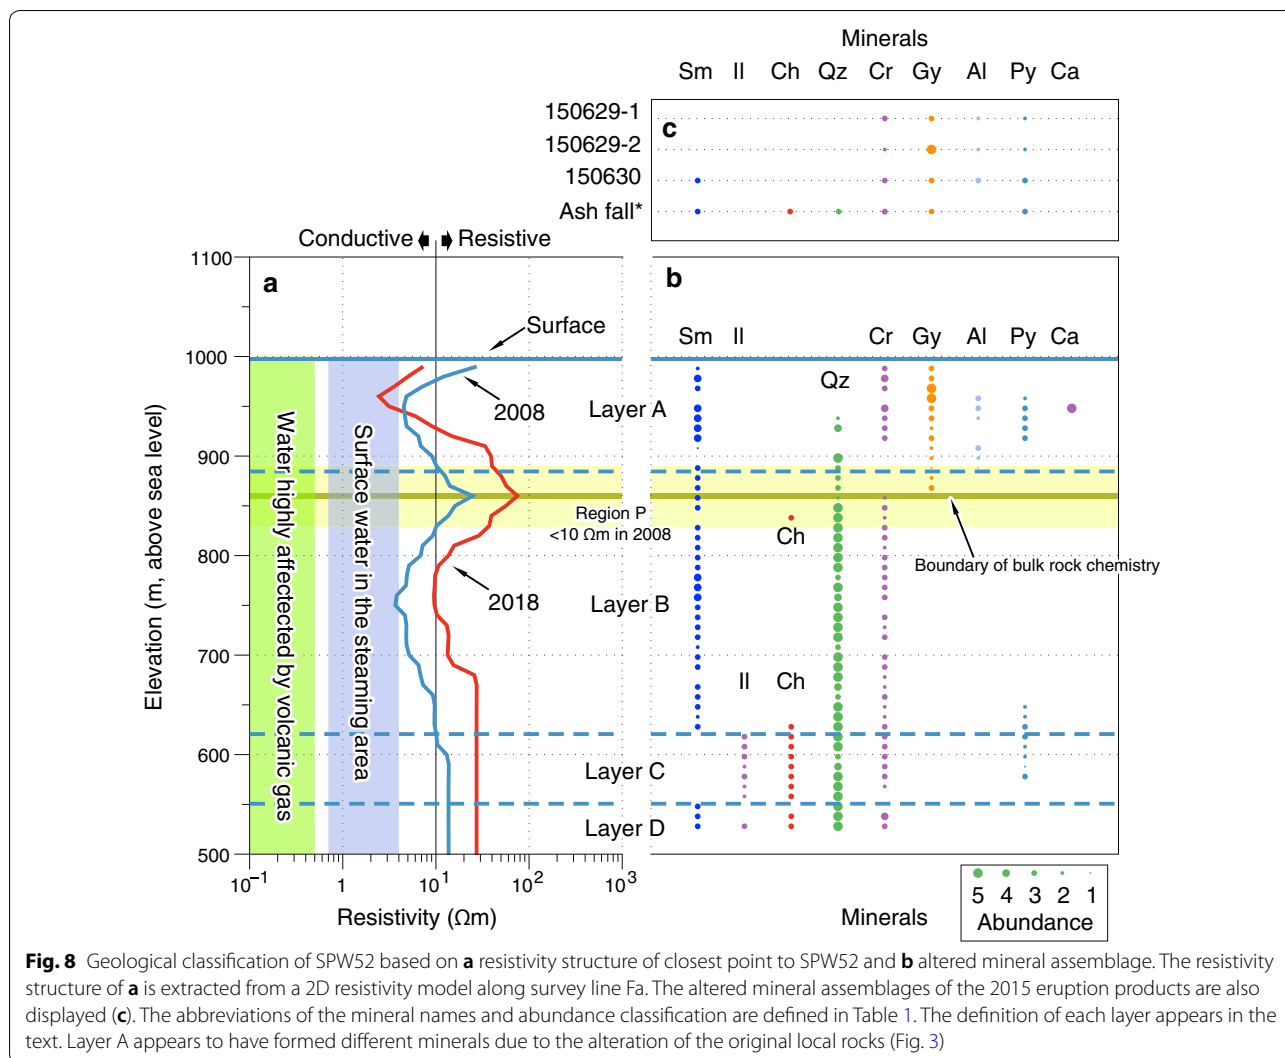 Minerals
Sm Il Ch Qz Cr Gy Al Py Ca
150629-1
c
150629-2
150630
Ash fall*
Conductive Resistive
1100
a
b
Surface
Sm Il Cr Gy Al Py Ca
1000
Qz
2008
Layer A
900
Region P
<10 Ωm in 2008
Ch
800
Boundary of bulk rock chemistry
2018
Layer B
700
Il Ch
600
Layer C
Layer D
500
Elevation (m, above sea level)
Water highly affectected by volcanic gas
Surface water in the steaming area
10⁻¹ 1 10¹ 10² 10³
Resistivity (Ωm)
Minerals
5 4 3 2 1
Abundance
Fig. 8 Geological classification of SPW52 based on a resistivity structure of closest point to SPW52 and b altered mineral assemblage. The resistivity
structure of a is extracted from a 2D resistivity model along survey line Fa. The altered mineral assemblages of the 2015 eruption products are also
displayed (c). The abbreviations of the mineral names and abundance classification are defined in Table 1. The definition of each layer appears in the
text. Layer A appears to have formed different minerals due to the alteration of the original local rocks (Fig. 3)